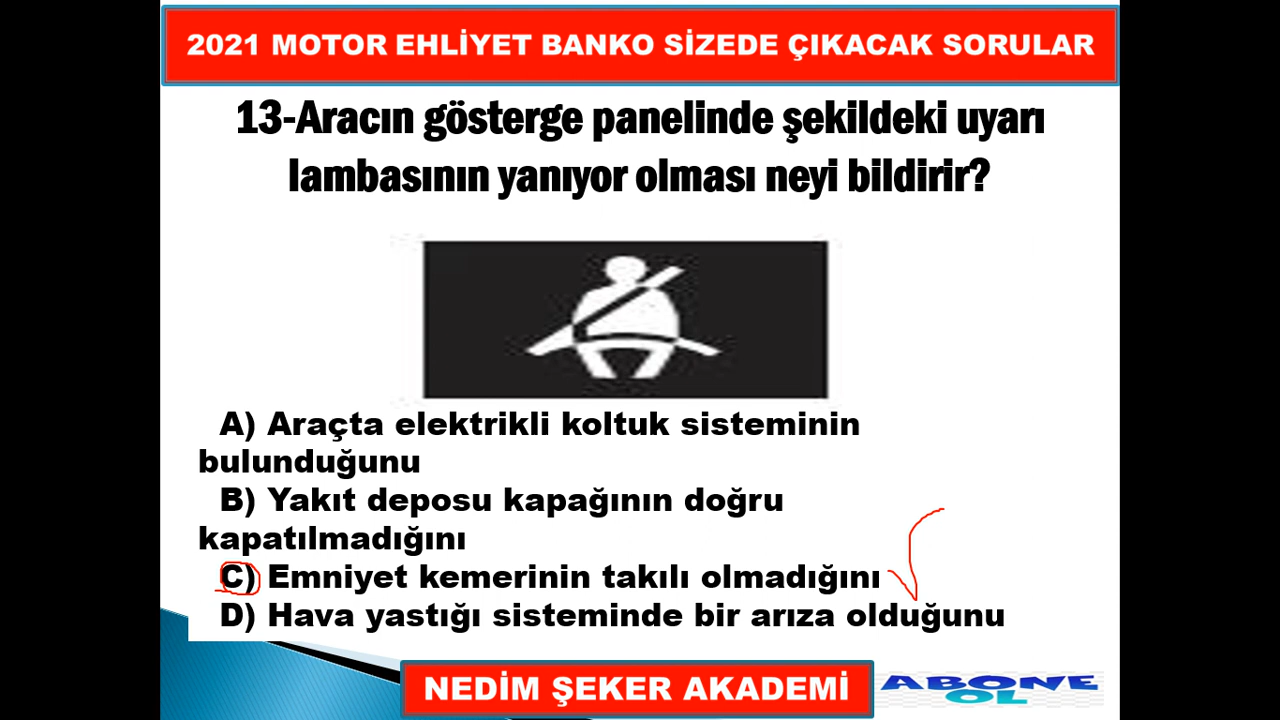 2021 MOTOR EHLİYET BANKO SİZEDE ÇIKACAK SORULAR
13-Aracın gösterge panelinde şekildeki uyarı
lambasının yanıyor olması neyi bildirir?
A) Araçta elektrikli koltuk sisteminin
bulunduğunu
B) Yakıt deposu kapağının doğru
kapatılmadığını
C) Emniyet kemerinin takılı olmadığını
D) Hava yastığı sisteminde bir arıza olduğunu
NEDİM ŞEKER AKADEMİ
ABONE
OL